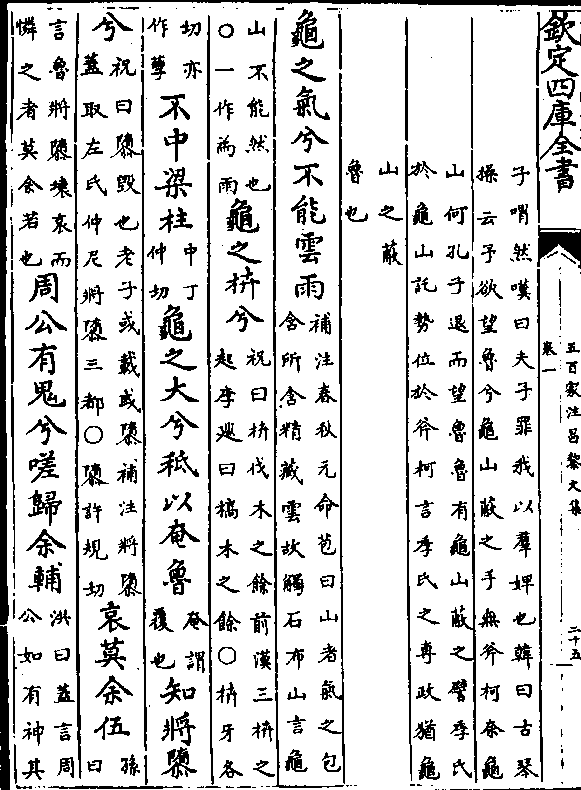 欽定四庫全書
五百家注昌黎文集
卷一
二十五
子喟然嘆曰夫子罪我以羣婢也韓曰古琴
操云予欲望魯兮龜山蔽之手無斧柯奈龜
山何孔子退而望魯魯有龜山蔽之譬季氏
於龜山託勢位於斧柯言季氏之專政猶龜
山之蔽
魯也
龜之氣兮不能雲雨補注春秋元命苞曰山者氣之包
含所含精藏雲故觸石布山言龜
山不能然也
○一作為雨龜之枿兮祝曰枿伐木之餘前漢三枿之
起李巡曰槁木之餘○枿牙各
切亦
作孽不中梁柱中丁
仲切龜之大兮秪以奄魯奄謂
覆也知將隳
兮祝曰隳毀也老子或載或隳補注將隳
蓋取左氏仲尼將隳三都○隳許規切哀莫余伍孫
曰
言魯將隳壞哀而
憐之者莫余若也周公有鬼兮嗟歸余輔洪曰蓋言周
公如有神其